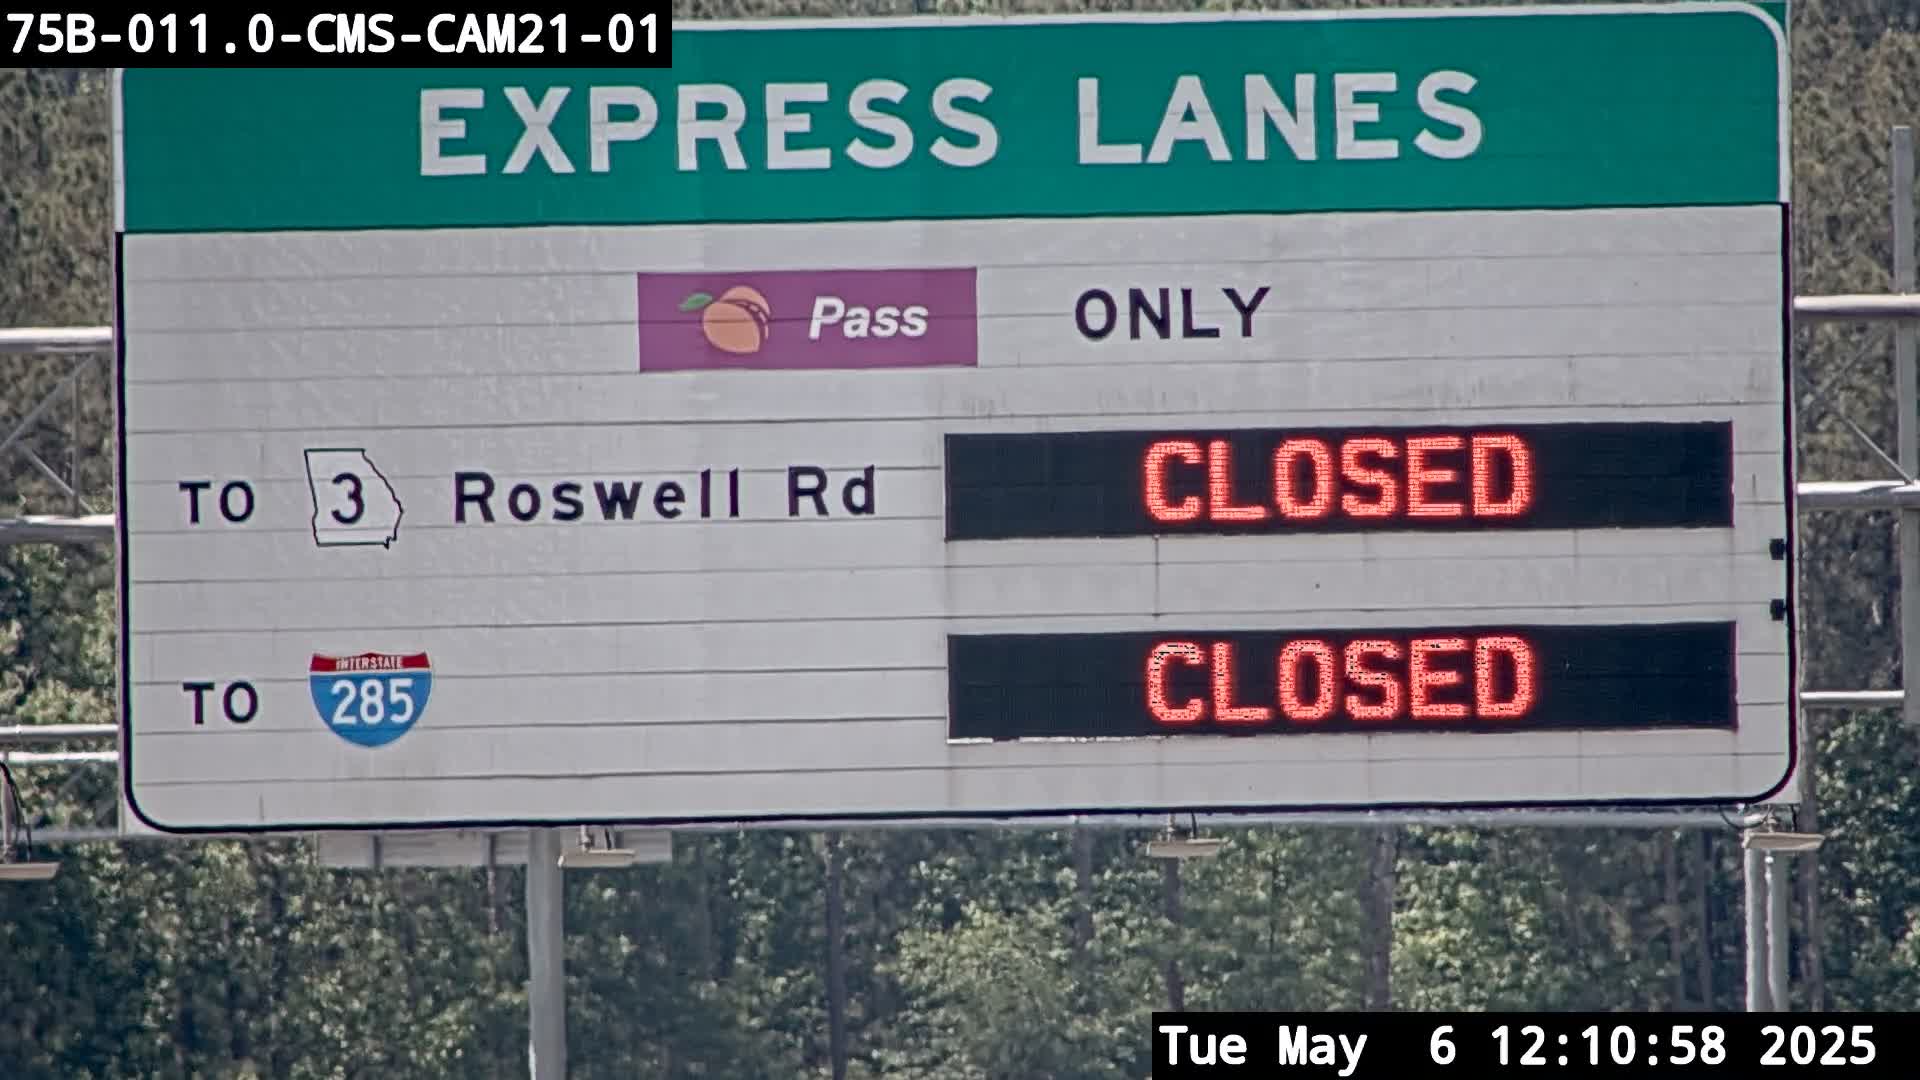 75B-011.0-CMS-CAM21-01
EXPRESS LANES
Pass ONLY
TO 3 Roswell Rd CLOSED
INTERSTATE
TO 285 CLOSED
Tue May 6 12:10:58 2025